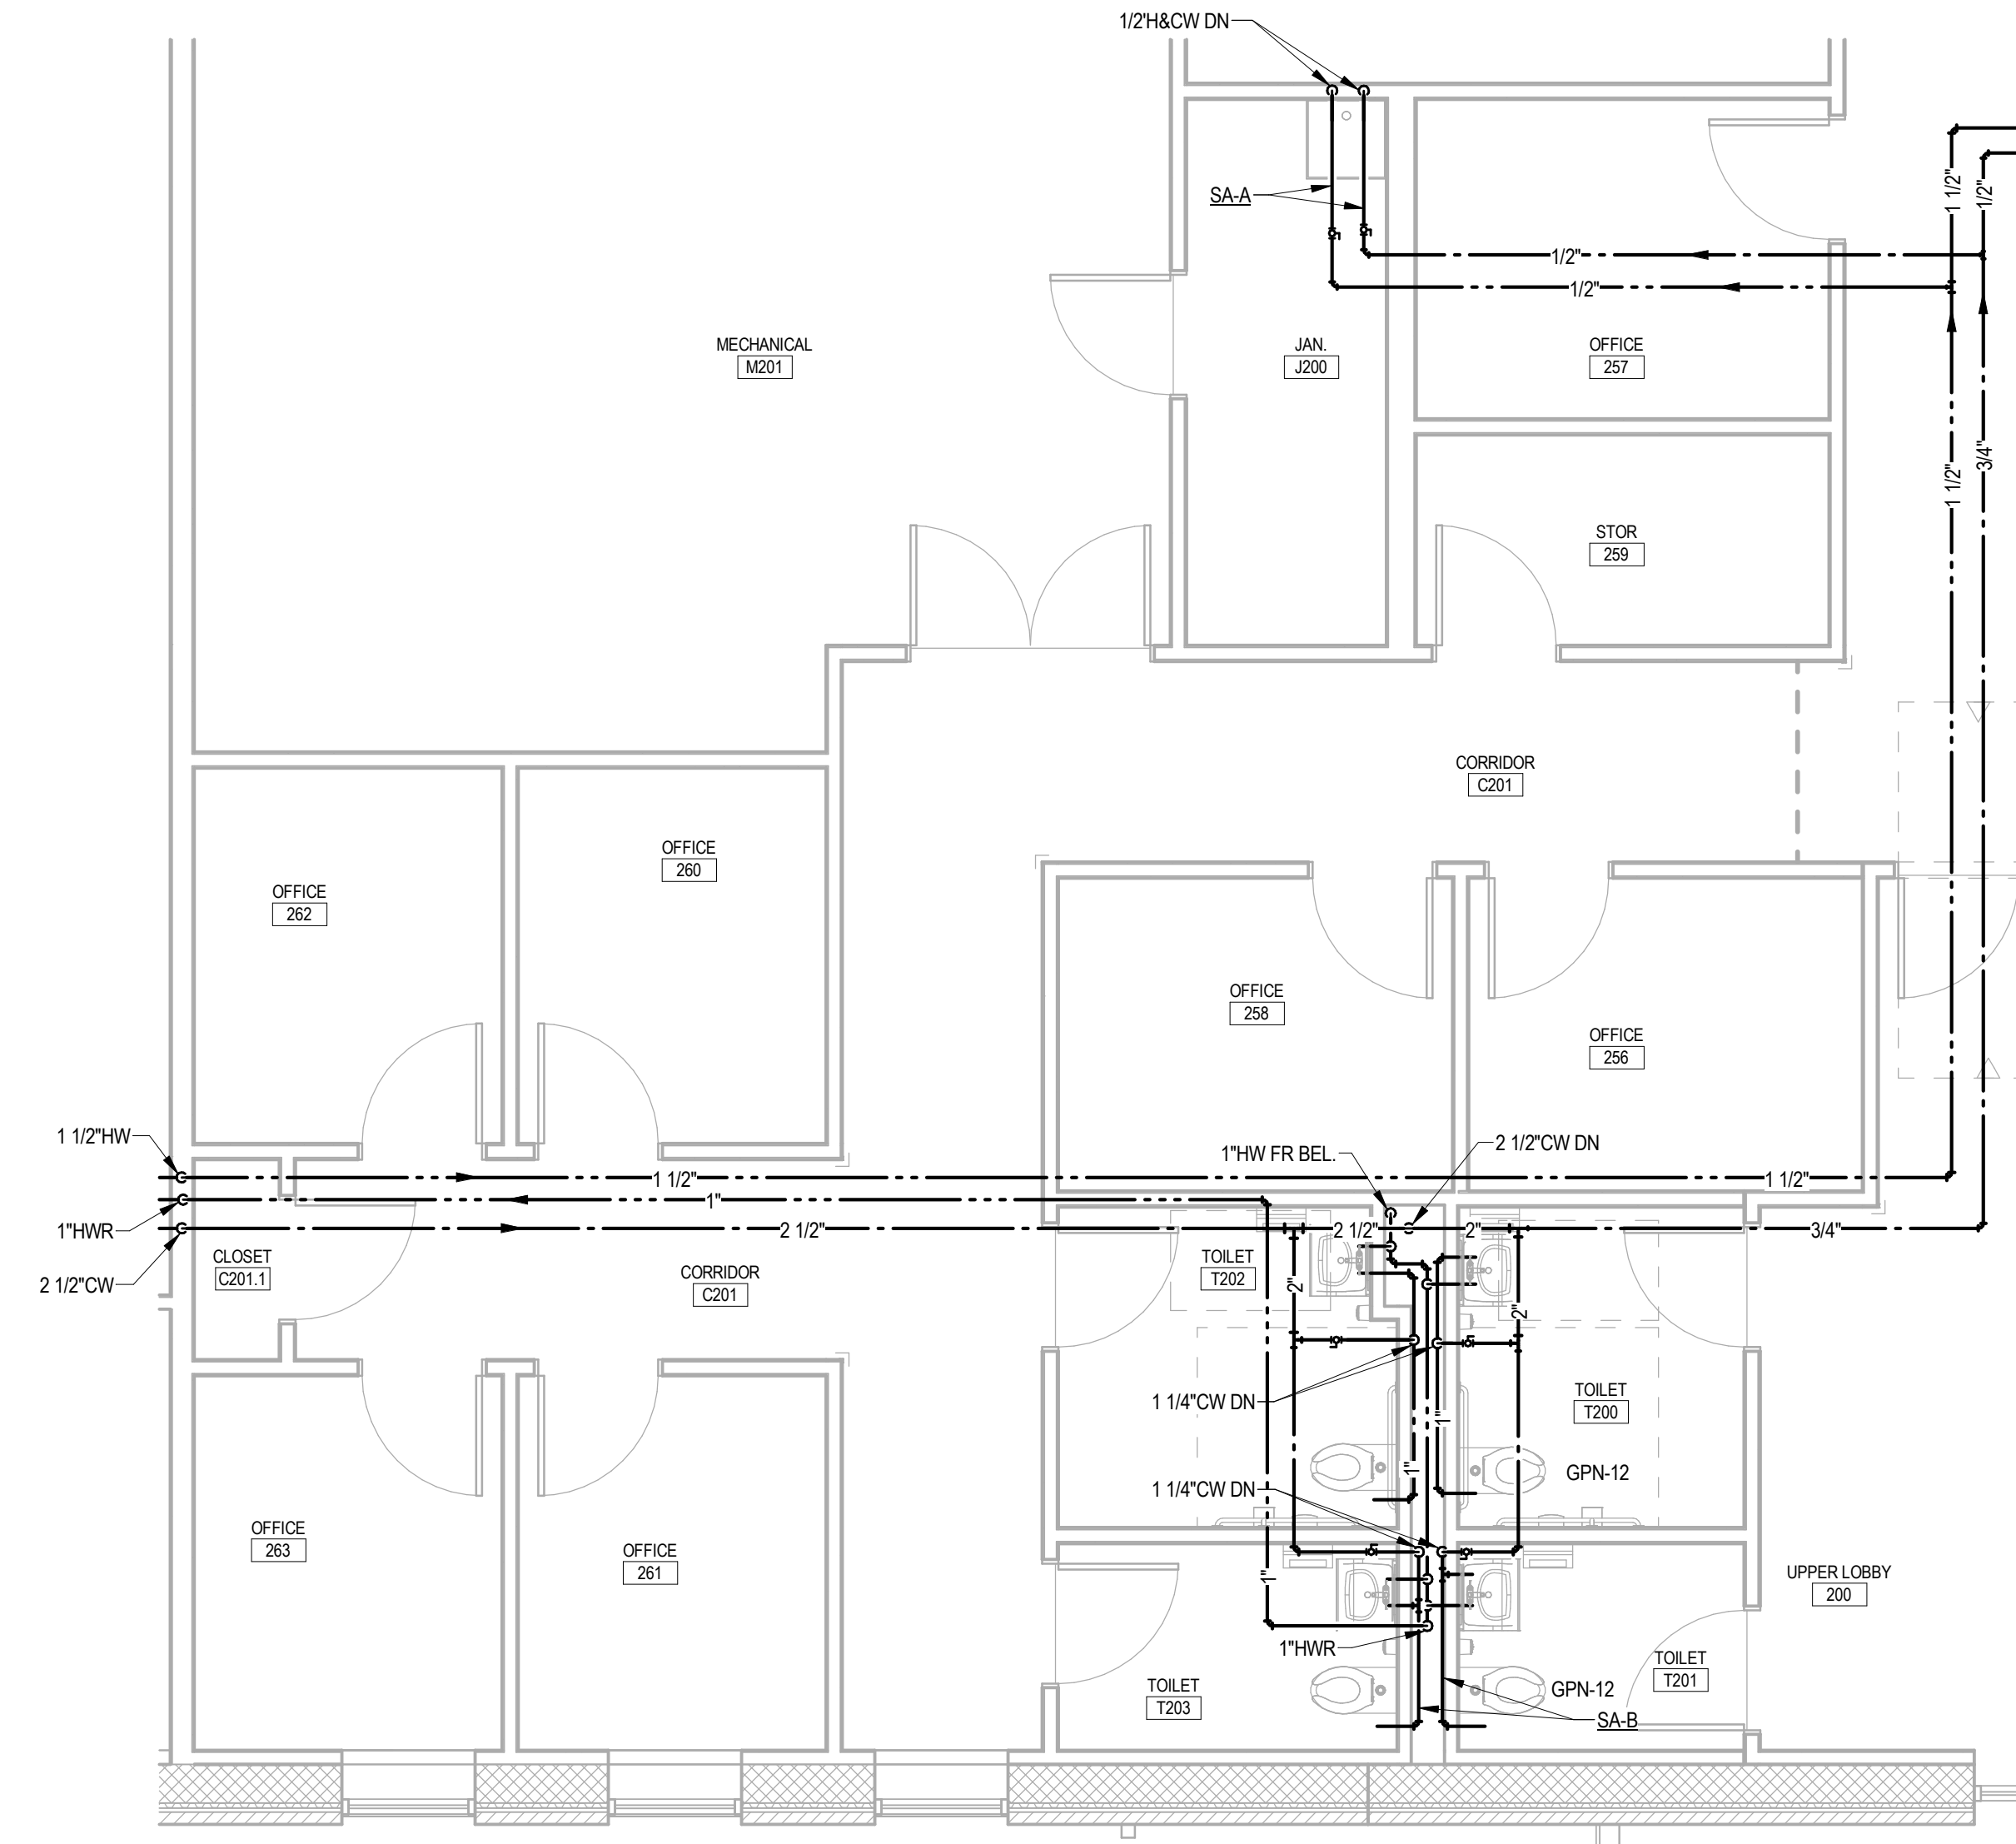 1/2'H&CW DN
SA-A
1 1/2"
1/2"
1/2"
1/2"
MECHANICAL
M201
JAN.
J200
OFFICE
257
3/4"
1 1/2"
STOR
259
CORRIDOR
C201
OFFICE
260
OFFICE
262
OFFICE
258
OFFICE
256
1 1/2"HW
1"HW FR BEL.
2 1/2"CW DN
1 1/2"
1 1/2"
1"
1"HWR
2 1/2"
2 1/2"
2"
3/4"
2 1/2"CW
CLOSET
C201.1
CORRIDOR
C201
TOILET
T202
2"
2"
1 1/4"CW DN
TOILET
T200
1"
1"
GPN-12
1 1/4"CW DN
OFFICE
263
OFFICE
261
1"
UPPER LOBBY
200
1"HWR
TOILET
T203
GPN-12
TOILET
T201
SA-B